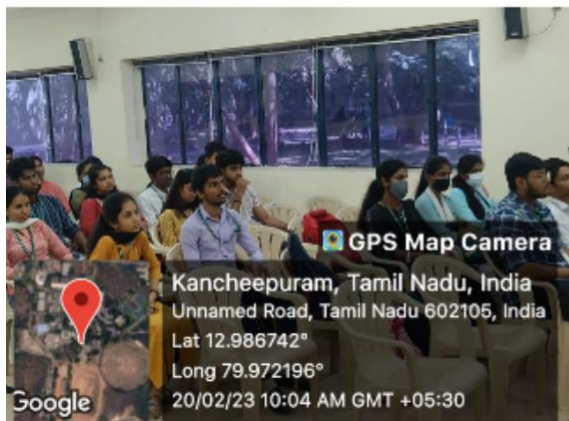 GPS Map Camera
Kancheepuram, Tamil Nadu, India
Unnamed Road, Tamil Nadu 602105, India
Lat 12.986742°
Long 79.972196°
20/02/23 10:04 AM GMT +05:30
Google